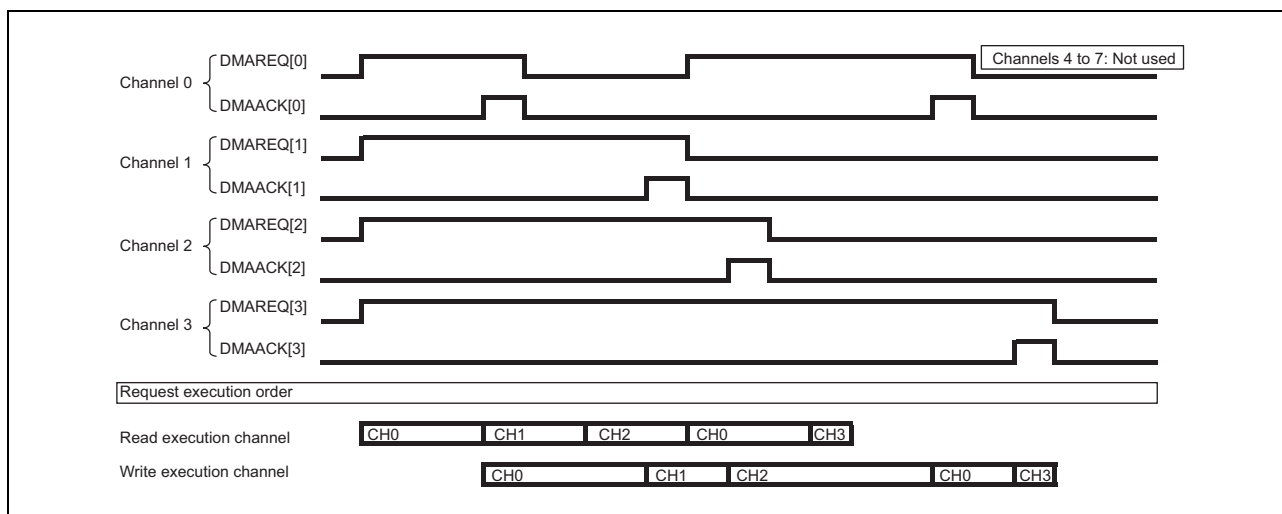 DMAREQ[0]
Channels 4 to 7: Not used
Channel 0
DMAACK[0]
DMAREQ[1]
Channel 1
DMAACK[1]
DMAREQ[2]
Channel 2
DMAACK[2]
DMAREQ[3]
Channel 3
DMAACK[3]
Request execution order
Read execution channel CH0 CH1 CH2 CH0 CH3
Write execution channel CH0 CH1 CH2 CH0 CH3